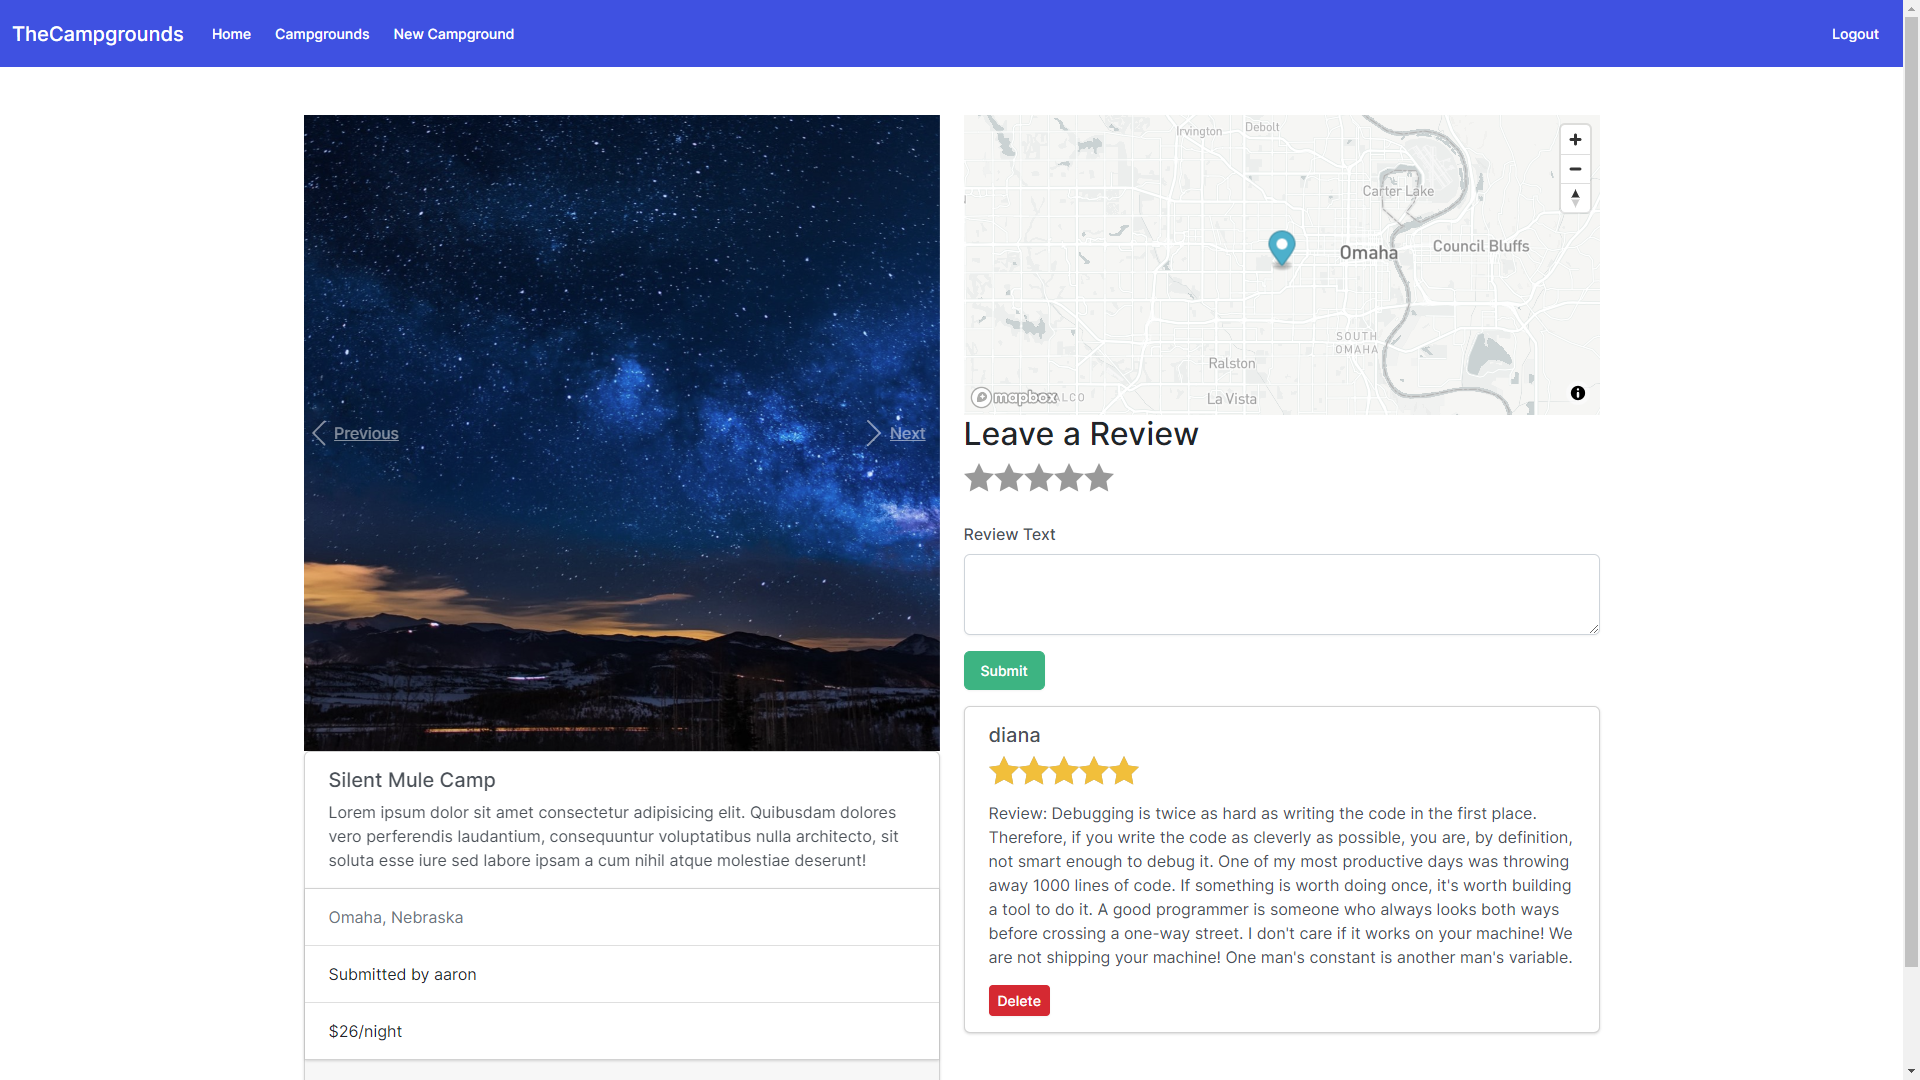 TheCampgrounds
Home
Campgrounds
New Campground
Logout
Previous
Next
Silent Mule Camp
Lorem ipsum dolor sit amet consectetur adipisicing elit. Quibusdam dolores
vero perferendis laudantium, consequuntur voluptatibus nulla architecto, sit
soluta esse iure sed labore ipsam a cum nihil atque molestiae deserunt!
Omaha, Nebraska
Submitted by aaron
$26/night
Irvington
Debolt
Carter Lake
Omaha
Council Bluffs
SOUTH
OMAHA
Ralston
La Vista
mapbox
ALCO
Leave a Review
Review Text
Submit
diana
Review: Debugging is twice as hard as writing the code in the first place.
Therefore, if you write the code as cleverly as possible, you are, by definition,
not smart enough to debug it. One of my most productive days was throwing
away 1000 lines of code. If something is worth doing once, it's worth building
a tool to do it. A good programmer is someone who always looks both ways
before crossing a one-way street. I don't care if it works on your machine! We
are not shipping your machine! One man's constant is another man's variable.
Delete